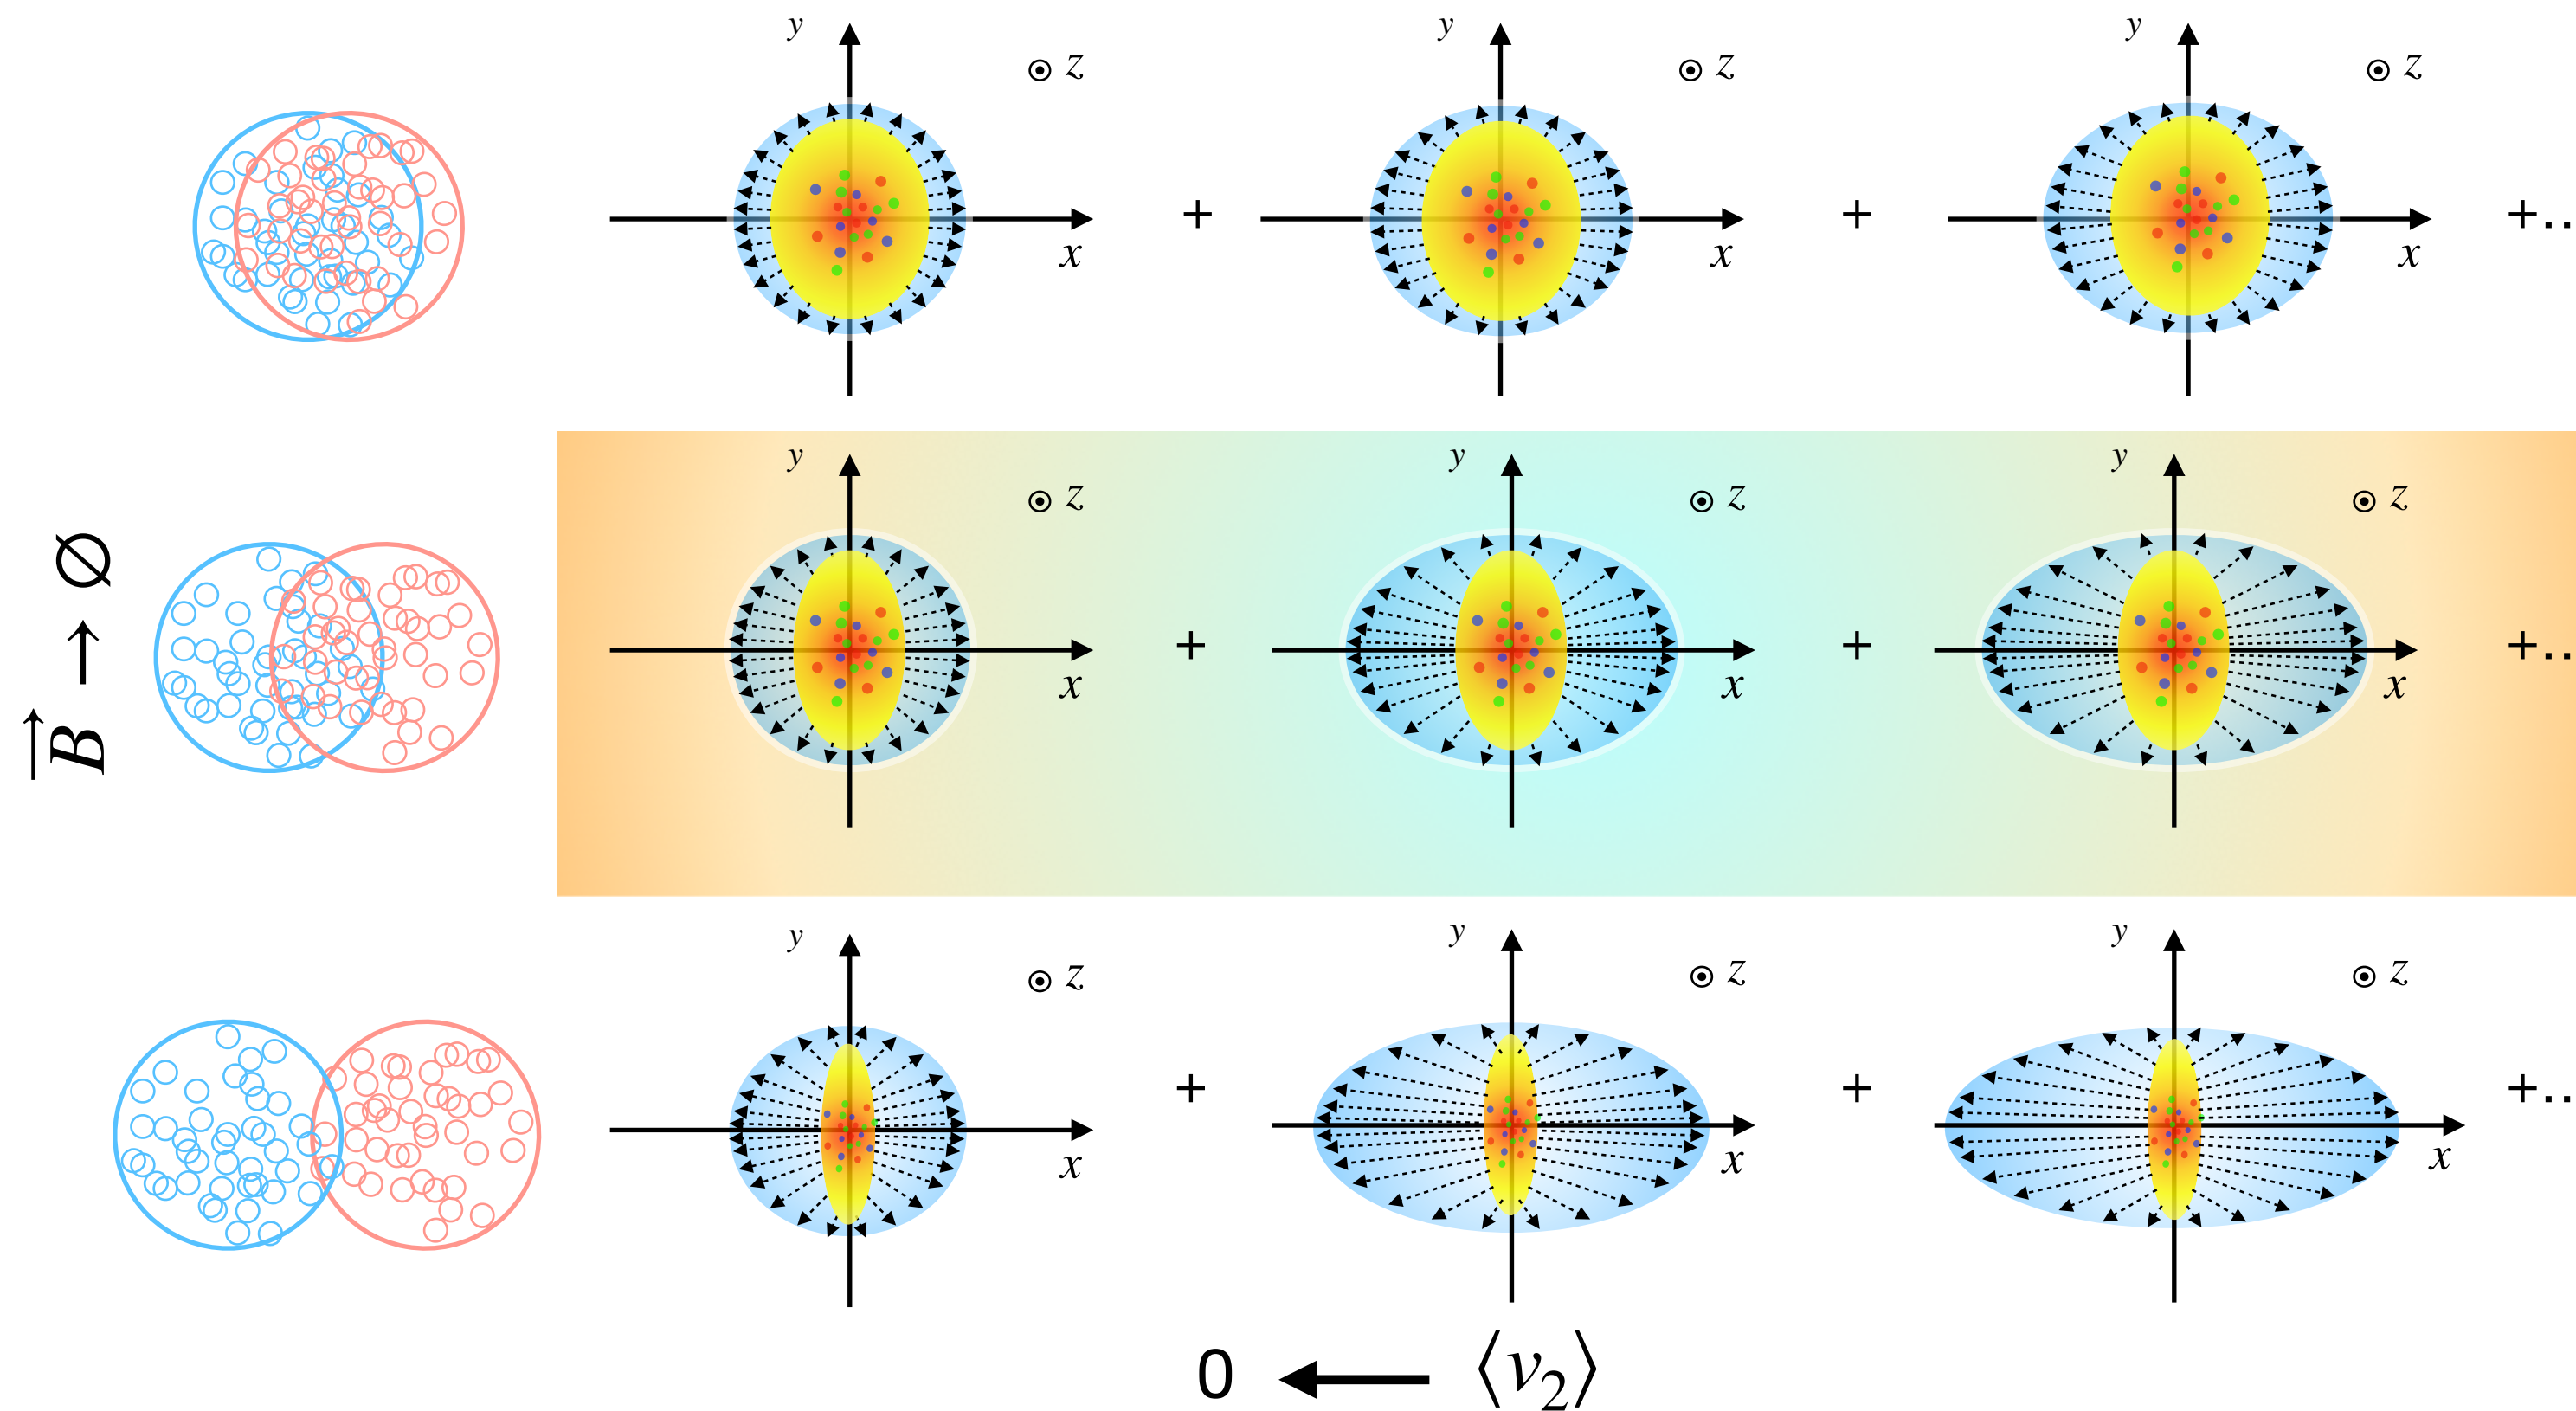 y ⊙ z x + y ⊙ z x + y ⊙ z x +..
B → ∅
y ⊙ z x + y ⊙ z x + y ⊙ z x +..
y ⊙ z x + y ⊙ z x + y ⊙ z x +..
0 ← ⟨v₂⟩